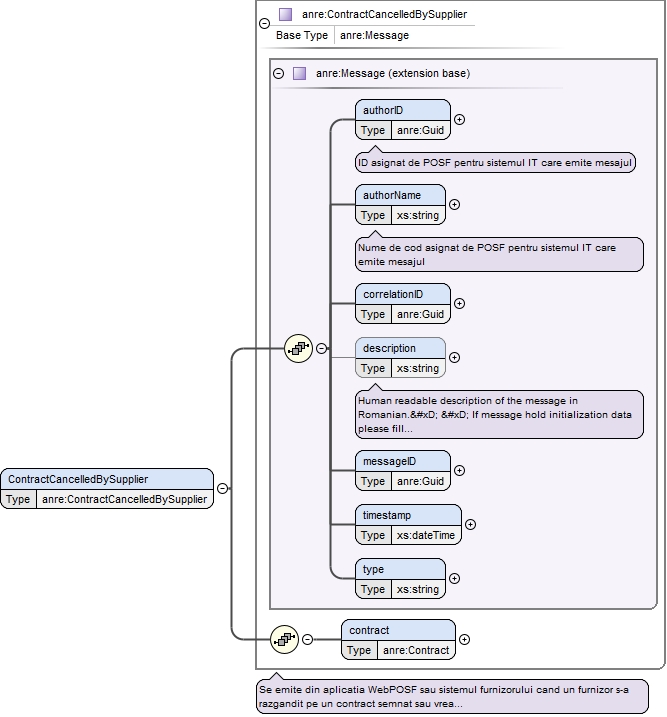 anre:ContractCancelledBySupplier
Base Type anre:Message
anre:Message (extension base)
authorID
Type anre:Guid
ID asignat de POSF pentru sistemul IT care emite mesajul
authorName
Type xs:string
Nume de cod asignat de POSF pentru sistemul IT care
emite mesajul
correlationID
Type anre:Guid
description
Type xs:string
Human readable description of the message in
Romanian.&#xD; &#xD; If message hold initialization data
please fill...
messageID
Type anre:Guid
timestamp
Type xs:dateTime
type
Type xs:string
ContractCancelledBySupplier
Type anre:ContractCancelledBySupplier
contract
Type anre:Contract
Se emite din aplicatia WebPOSF sau sistemul furnizorului cand un furnizor s-a
razgandit pe un contract semnat sau vrea...